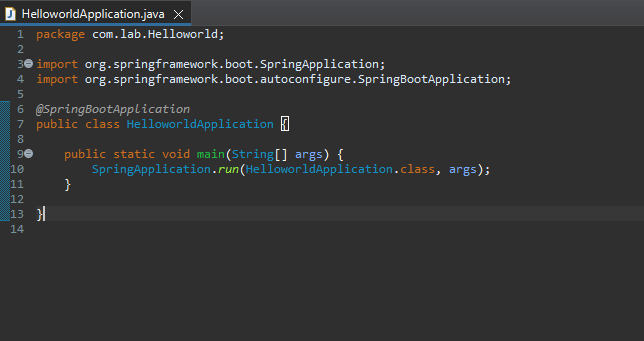 HelloworldApplication.java
1 package com.lab.Helloworld;
2
3 import org.springframework.boot.SpringApplication;
4 import org.springframework.boot.autoconfigure.SpringBootApplication;
5
6 @SpringBootApplication
7 public class HelloworldApplication {
8
9     public static void main(String[] args) {
10         SpringApplication.run(HelloworldApplication.class, args);
11     }
12
13 }
14